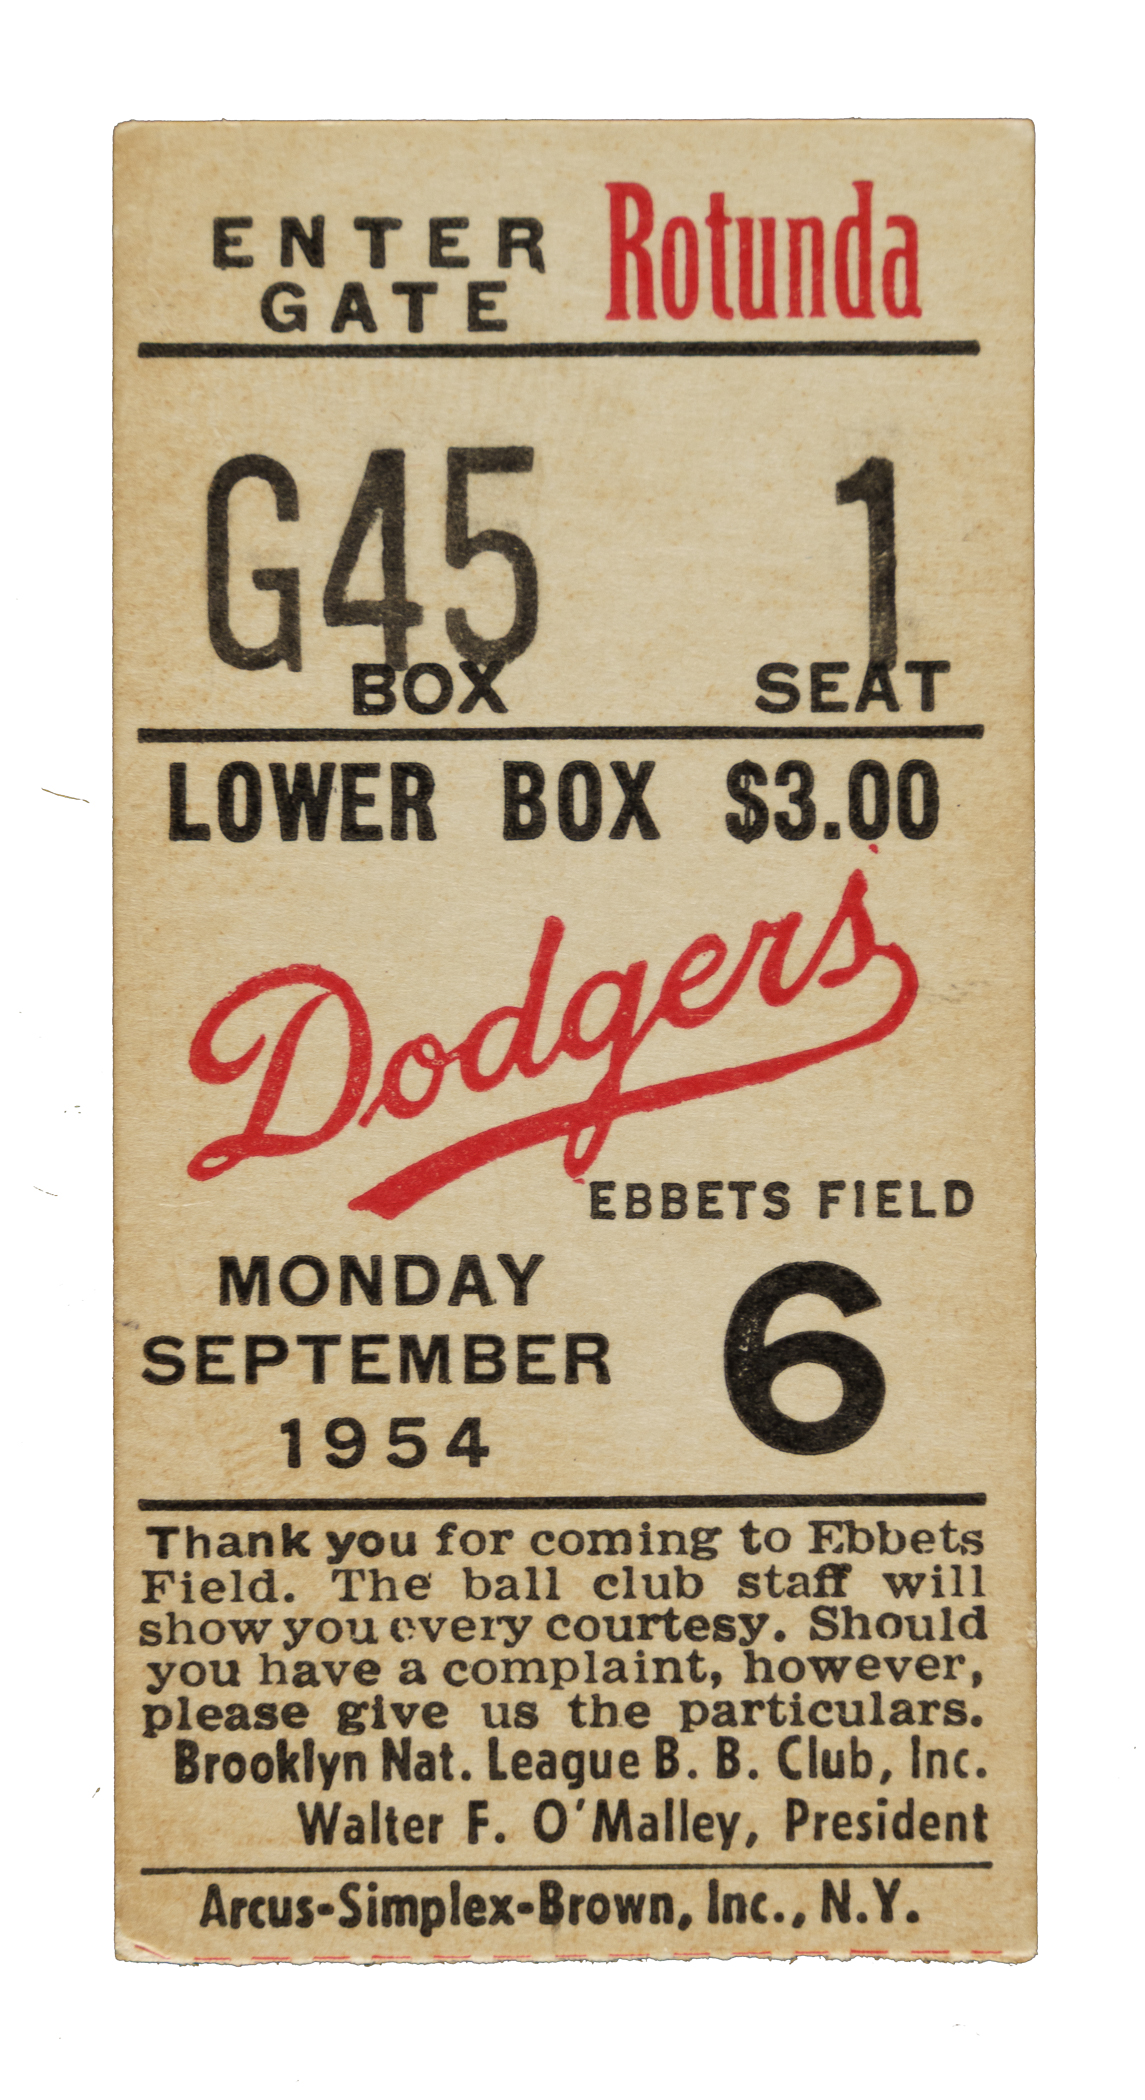 ENTER GATE Rotunda
G45 1
BOX SEAT
LOWER BOX $3.00
Dodgers
EBBETS FIELD
MONDAY
SEPTEMBER 6
1954
Thank you for coming to Ebbets
Field. The ball club staff will
show you every courtesy. Should
you have a complaint, however,
please give us the particulars.
Brooklyn Nat. League B. B. Club, Inc.
Walter F. O'Malley, President
Arcus-Simplex-Brown, Inc., N.Y.